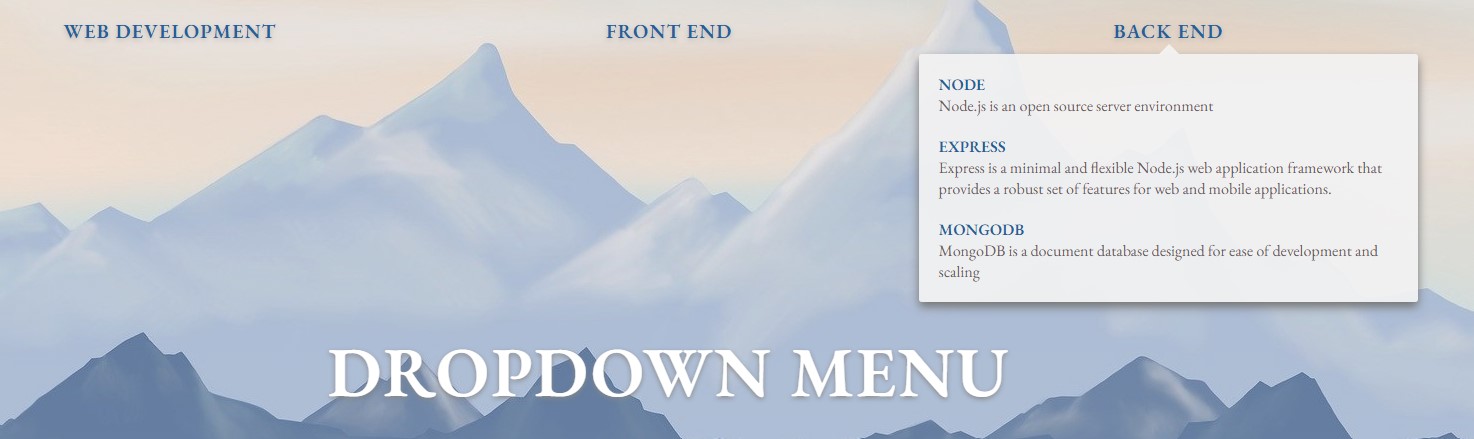 WEB DEVELOPMENT
FRONT END
BACK END
NODE
Node.js is an open source server environment
EXPRESS
Express is a minimal and flexible Node.js web application framework that
provides a robust set of features for web and mobile applications.
MONGODB
MongoDB is a document database designed for ease of development and
scaling
DROPDOWN MENU